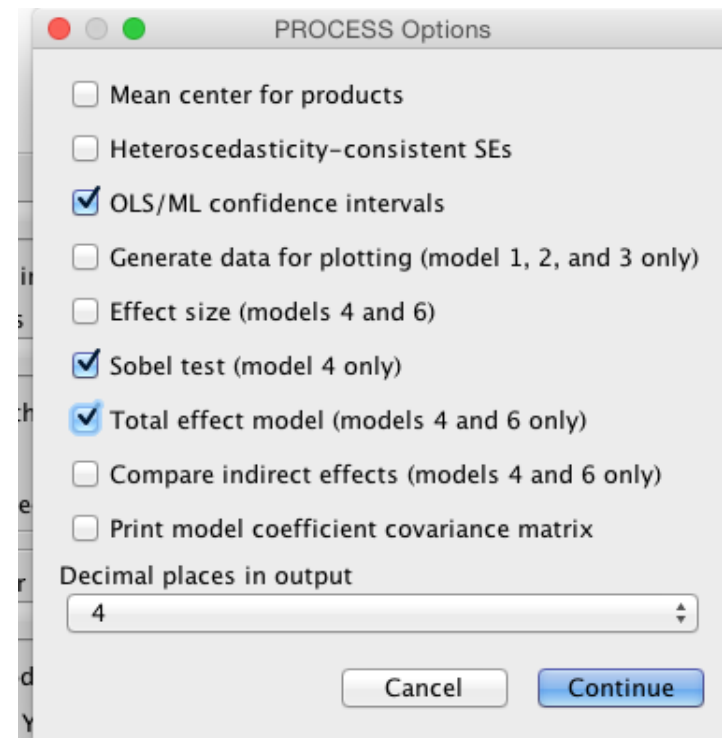 PROCESS Options
Mean center for products
Heteroscedasticity-consistent SEs
OLS/ML confidence intervals
Generate data for plotting (model 1, 2, and 3 only)
Effect size (models 4 and 6)
Sobel test (model 4 only)
Total effect model (models 4 and 6 only)
Compare indirect effects (models 4 and 6 only)
Print model coefficient covariance matrix
Decimal places in output
4
Cancel Continue